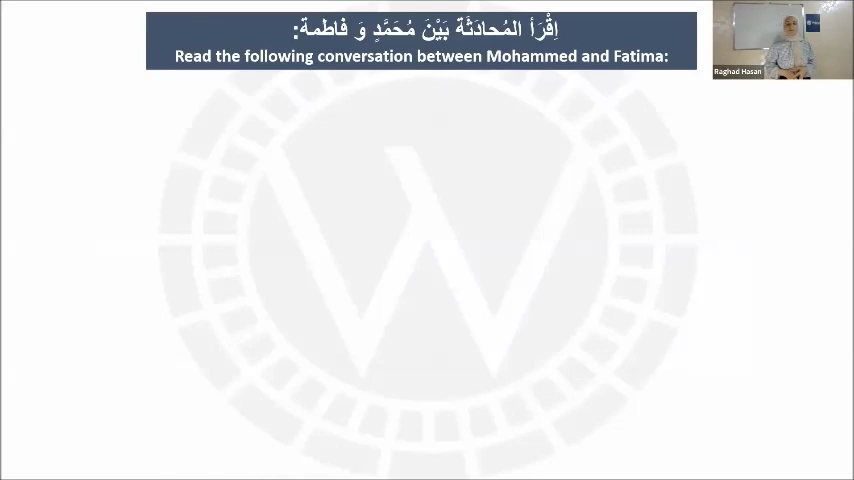 اِقْرَأ المُحادَثَة بَيْنَ مُحَمَّدٍ وَ فاطمة:
Read the following conversation between Mohammed and Fatima:
Raghad Hasan